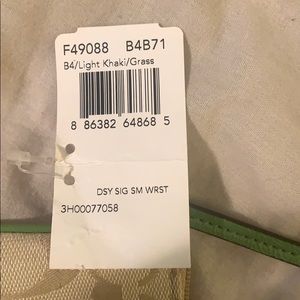 F49088 B4B71
B4/Light Khaki/Grass
8 86382 64868 5
DSY SIG SM WRST
3H00077058